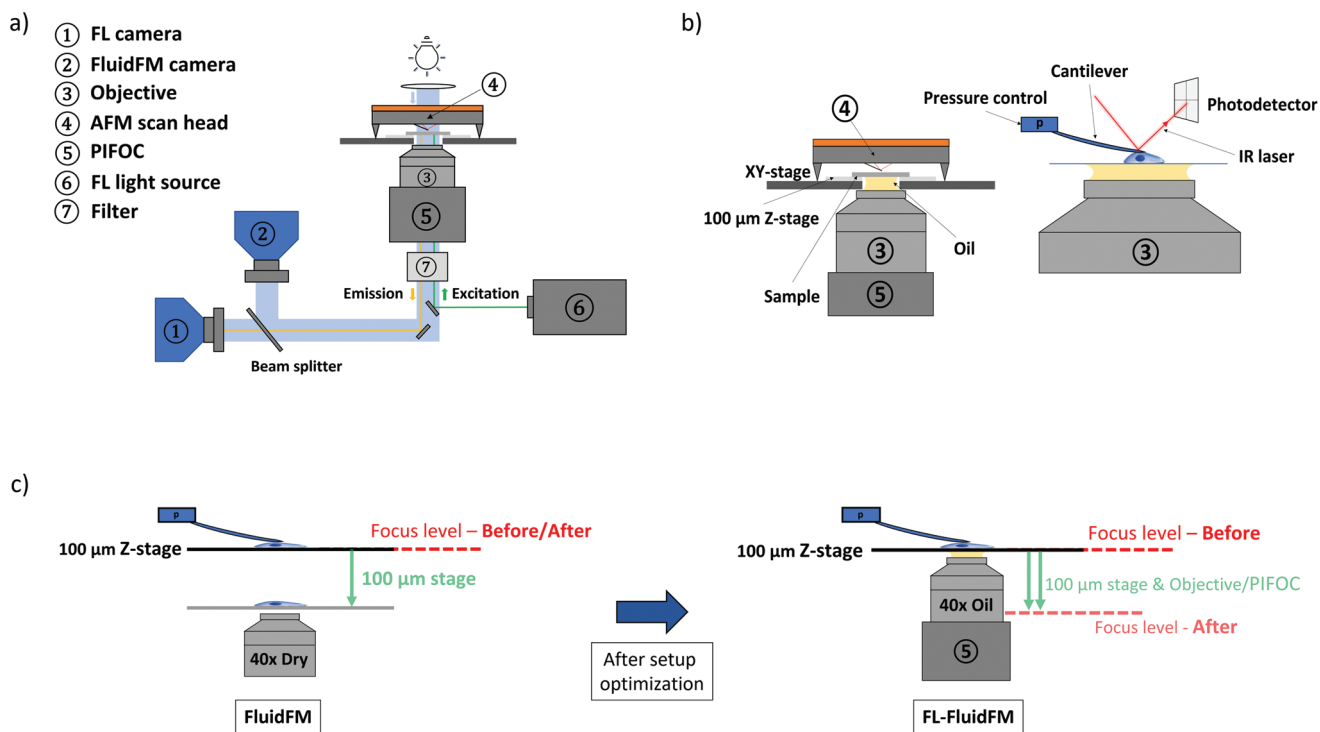 a)
① FL camera
② FluidFM camera
③ Objective
④ AFM scan head
⑤ PIFOC
⑥ FL light source
⑦ Filter
④
③
⑤
②
⑦
Emission
Excitation
⑥
①
Beam splitter
b)
④
XY-stage
100 µm Z-stage
Sample
Oil
③
⑤
Cantilever
Pressure control
p
Photodetector
IR laser
③
c)
p
Focus level – Before/After
100 µm Z-stage
100 µm stage
40x Dry
FluidFM
After setup
optimization
p
Focus level – Before
100 µm Z-stage
100 µm stage & Objective/PIFOC
40x Oil
Focus level - After
⑤
FL-FluidFM